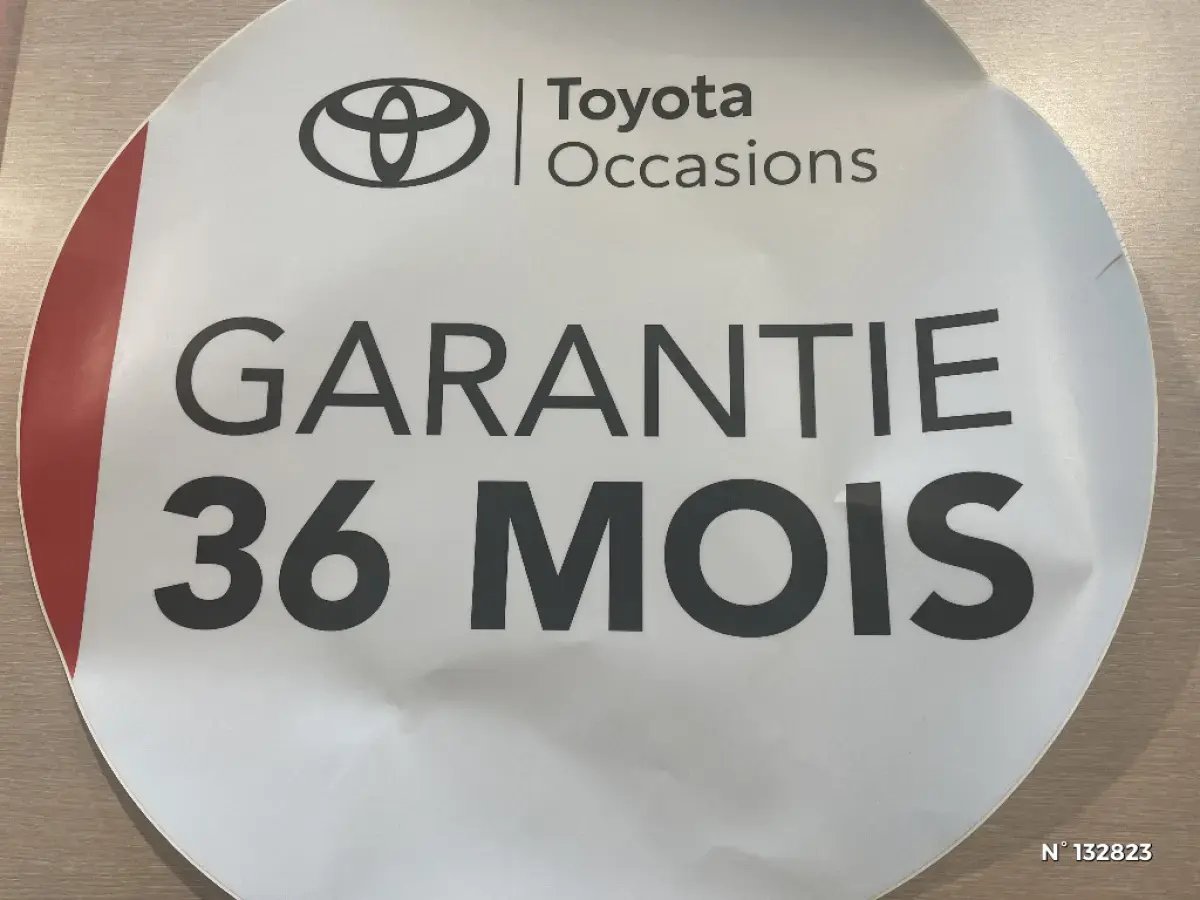 Toyota
Occasions
GARANTIE
36 MOIS
N° 132823